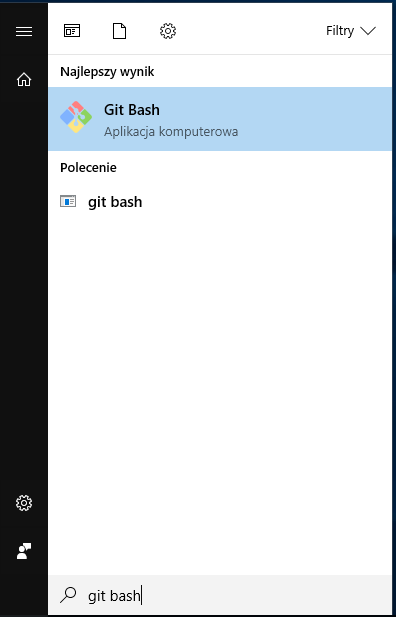 Filtry
Najlepszy wynik
Git Bash
Aplikacja komputerowa
Polecenie
git bash
git bash